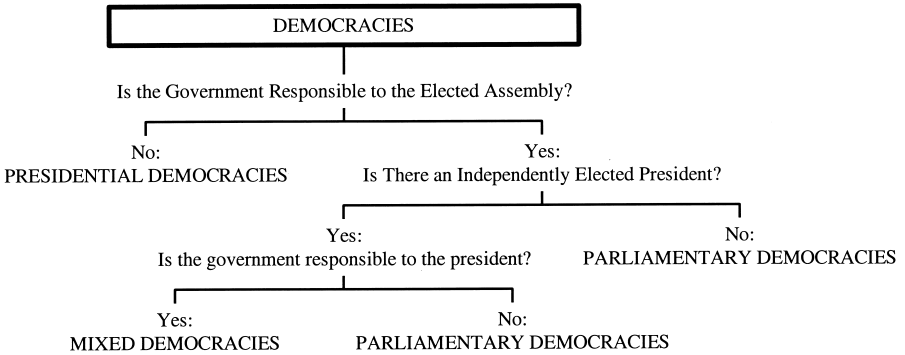 DEMOCRACIES
Is the Government Responsible to the Elected Assembly?
No:
PRESIDENTIAL DEMOCRACIES
Yes:
Is There an Independently Elected President?
Yes:
Is the government responsible to the president?
No:
PARLIAMENTARY DEMOCRACIES
Yes:
MIXED DEMOCRACIES
No:
PARLIAMENTARY DEMOCRACIES